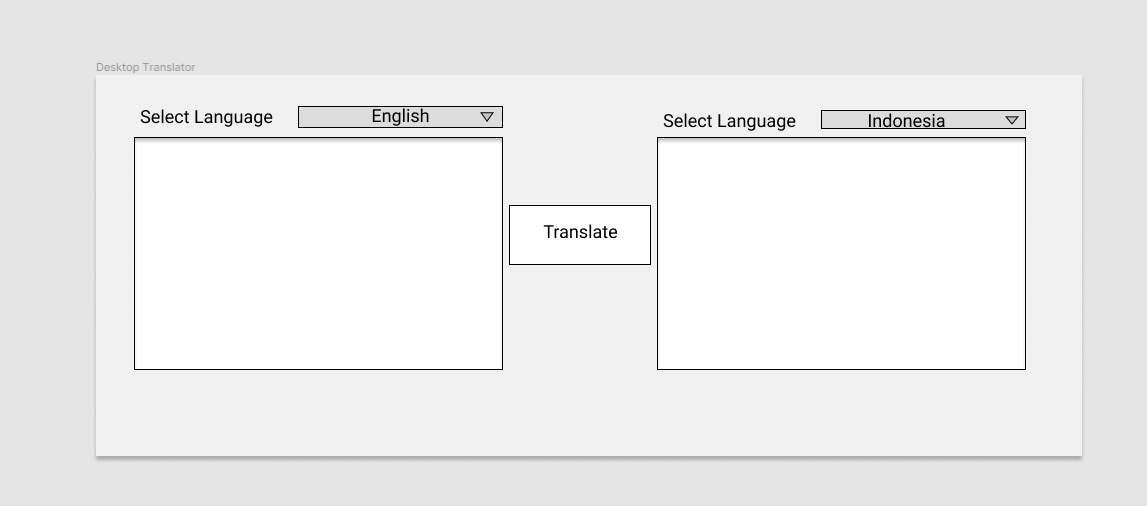 Desktop Translator
Select Language
English
Select Language
Indonesia
Translate